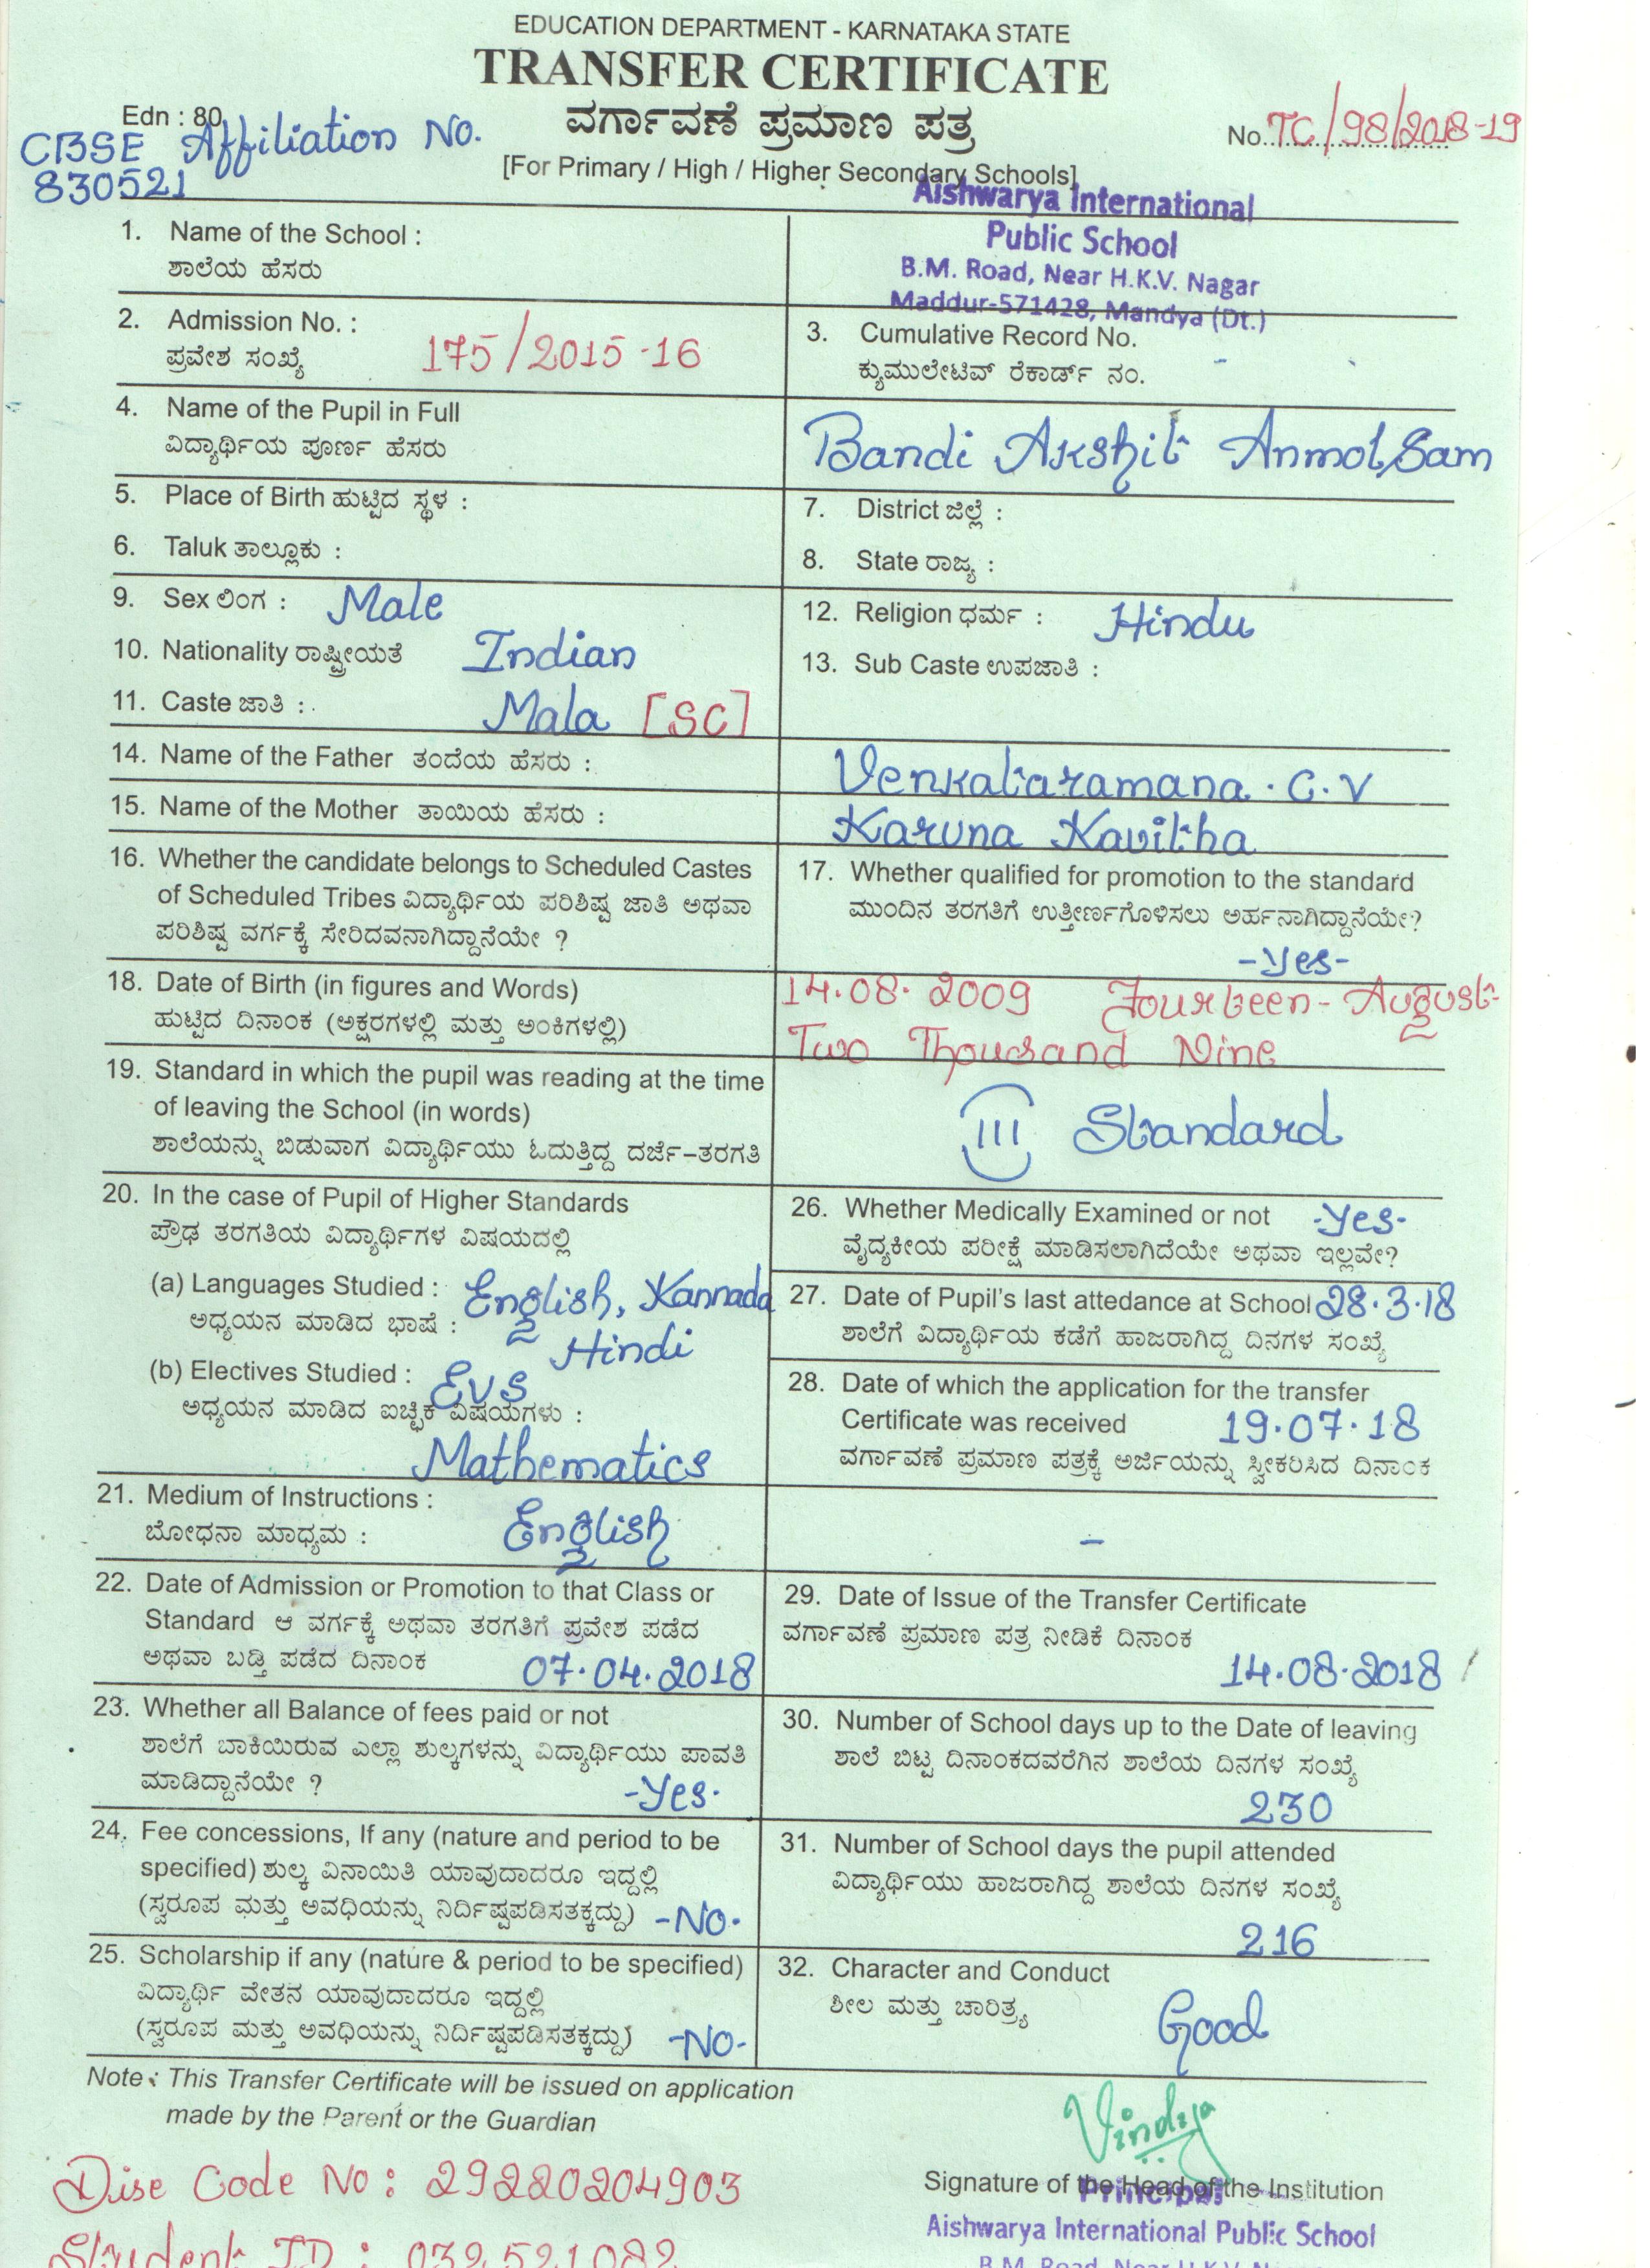 EDUCATION DEPARTMENT - KARNATAKA STATE
TRANSFER CERTIFICATE
ವರ್ಗಾವಣೆ ಪ್ರಮಾಣ ಪತ್ರ
Edn : 80
CBSE Affiliation No.
830521
No. TC/98/2018-19
[For Primary / High / Higher Secondary Schools]
Aishwarya International
Public School
B.M. Road, Near H.K.V. Nagar
Maddur-571428, Mandya (Dt.)
1. Name of the School :
ಶಾಲೆಯ ಹೆಸರು
2. Admission No. :
ಪ್ರವೇಶ ಸಂಖ್ಯೆ 175/2015-16
3. Cumulative Record No. -
ಕ್ಯುಮುಲೇಟಿವ್ ರೆಕಾರ್ಡ್ ನಂ.
4. Name of the Pupil in Full
ವಿದ್ಯಾರ್ಥಿಯ ಪೂರ್ಣ ಹೆಸರು
Bandi Akshit Anmol Sam
5. Place of Birth ಹುಟ್ಟಿದ ಸ್ಥಳ :
6. Taluk ತಾಲ್ಲೂಕು :
7. District ಜಿಲ್ಲೆ :
8. State ರಾಜ್ಯ :
9. Sex ಲಿಂಗ : Male
10. Nationality ರಾಷ್ಟ್ರೀಯತೆ Indian
11. Caste ಜಾತಿ : Mala [SC]
12. Religion ಧರ್ಮ : Hindu
13. Sub Caste ಉಪಜಾತಿ :
14. Name of the Father ತಂದೆಯ ಹೆಸರು : Venkataramana . C.V
15. Name of the Mother ತಾಯಿಯ ಹೆಸರು : Karuna Kavitha
16. Whether the candidate belongs to Scheduled Castes
of Scheduled Tribes ವಿದ್ಯಾರ್ಥಿಯ ಪರಿಶಿಷ್ಟ ಜಾತಿ ಅಥವಾ
ಪರಿಶಿಷ್ಟ ವರ್ಗಕ್ಕೆ ಸೇರಿದವನಾಗಿದ್ದಾನೆಯೇ ?
17. Whether qualified for promotion to the standard
ಮುಂದಿನ ತರಗತಿಗೆ ಉತ್ತೀರ್ಣಗೊಳಿಸಲು ಅರ್ಹನಾಗಿದ್ದಾನೆಯೇ?
-Yes-
18. Date of Birth (in figures and Words)
ಹುಟ್ಟಿದ ದಿನಾಂಕ (ಅಕ್ಷರಗಳಲ್ಲಿ ಮತ್ತು ಅಂಕಿಗಳಲ್ಲಿ)
14.08.2009 Fourteen - August
Two Thousand Nine
19. Standard in which the pupil was reading at the time
of leaving the School (in words)
ಶಾಲೆಯನ್ನು ಬಿಡುವಾಗ ವಿದ್ಯಾರ್ಥಿಯು ಓದುತ್ತಿದ್ದ ದರ್ಜೆ-ತರಗತಿ
III Standard
20. In the case of Pupil of Higher Standards
ಪ್ರೌಢ ತರಗತಿಯ ವಿದ್ಯಾರ್ಥಿಗಳ ವಿಷಯದಲ್ಲಿ
(a) Languages Studied : English, Kannada
ಅಧ್ಯಯನ ಮಾಡಿದ ಭಾಷೆ : Hindi
(b) Electives Studied : EVS
ಅಧ್ಯಯನ ಮಾಡಿದ ಐಚ್ಛಿಕ ವಿಷಯಗಳು :
Mathematics
21. Medium of Instructions :
ಬೋಧನಾ ಮಾಧ್ಯಮ : English
22. Date of Admission or Promotion to that Class or
Standard ಆ ವರ್ಗಕ್ಕೆ ಅಥವಾ ತರಗತಿಗೆ ಪ್ರವೇಶ ಪಡೆದ
ಅಥವಾ ಬಡ್ತಿ ಪಡೆದ ದಿನಾಂಕ 07.04.2018
23. Whether all Balance of fees paid or not
ಶಾಲೆಗೆ ಬಾಕಿಯಿರುವ ಎಲ್ಲಾ ಶುಲ್ಕಗಳನ್ನು ವಿದ್ಯಾರ್ಥಿಯು ಪಾವತಿ
ಮಾಡಿದ್ದಾನೆಯೇ ? -Yes.
24. Fee concessions, If any (nature and period to be
specified) ಶುಲ್ಕ ವಿನಾಯಿತಿ ಯಾವುದಾದರೂ ಇದ್ದಲ್ಲಿ
(ಸ್ವರೂಪ ಮತ್ತು ಅವಧಿಯನ್ನು ನಿರ್ದಿಷ್ಟಪಡಿಸತಕ್ಕದ್ದು) -NO.
25. Scholarship if any (nature & period to be specified)
ವಿದ್ಯಾರ್ಥಿ ವೇತನ ಯಾವುದಾದರೂ ಇದ್ದಲ್ಲಿ
(ಸ್ವರೂಪ ಮತ್ತು ಅವಧಿಯನ್ನು ನಿರ್ದಿಷ್ಟಪಡಿಸತಕ್ಕದ್ದು) -NO-
26. Whether Medically Examined or not -Yes-
ವೈದ್ಯಕೀಯ ಪರೀಕ್ಷೆ ಮಾಡಿಸಲಾಗಿದೆಯೇ ಅಥವಾ ಇಲ್ಲವೇ?
27. Date of Pupil's last attedance at School 28.3.18
ಶಾಲೆಗೆ ವಿದ್ಯಾರ್ಥಿಯ ಕಡೆಗೆ ಹಾಜರಾಗಿದ್ದ ದಿನಗಳ ಸಂಖ್ಯೆ
28. Date of which the application for the transfer
Certificate was received 19.07.18
ವರ್ಗಾವಣೆ ಪ್ರಮಾಣ ಪತ್ರಕ್ಕೆ ಅರ್ಜಿಯನ್ನು ಸ್ವೀಕರಿಸಿದ ದಿನಾಂಕ
-
29. Date of Issue of the Transfer Certificate
ವರ್ಗಾವಣೆ ಪ್ರಮಾಣ ಪತ್ರ ನೀಡಿಕೆ ದಿನಾಂಕ
14.08.2018
30. Number of School days up to the Date of leaving
ಶಾಲೆ ಬಿಟ್ಟ ದಿನಾಂಕದವರೆಗಿನ ಶಾಲೆಯ ದಿನಗಳ ಸಂಖ್ಯೆ
230
31. Number of School days the pupil attended
ವಿದ್ಯಾರ್ಥಿಯು ಹಾಜರಾಗಿದ್ದ ಶಾಲೆಯ ದಿನಗಳ ಸಂಖ್ಯೆ
216
32. Character and Conduct
ಶೀಲ ಮತ್ತು ಚಾರಿತ್ರ್ಯ
Good
Note : This Transfer Certificate will be issued on application
made by the Parent or the Guardian
Vindya
Signature of the Head of the Institution
Principal
Aishwarya International Public School
B.M. Road, Near H.K.V. Nagar
Dise Code No : 29220204903
Student ID : 032521082